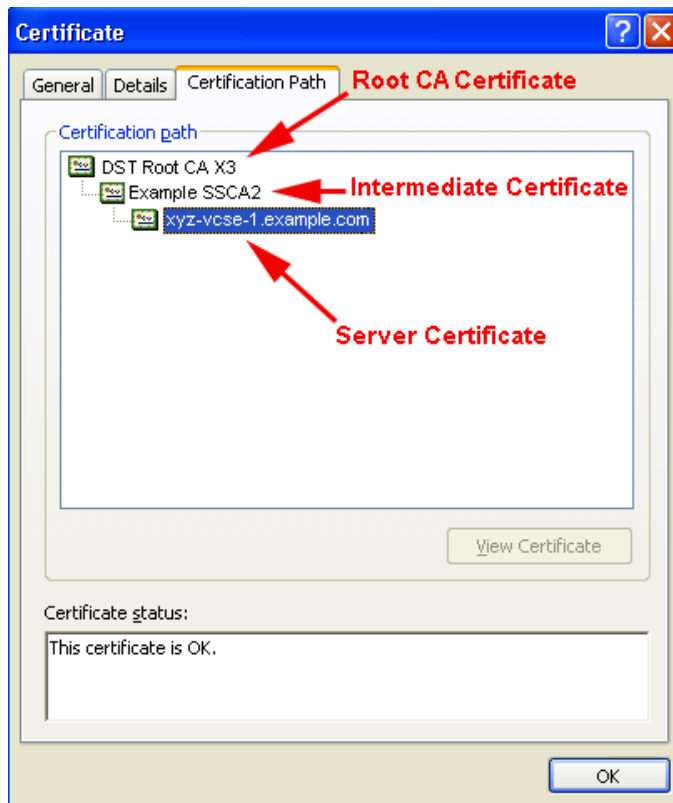 Certificate
General Details Certification Path Root CA Certificate
Certification path
DST Root CA X3
Example SSCA2 Intermediate Certificate
xyz-vcse-1.example.com
Server Certificate
View Certificate
Certificate status:
This certificate is OK.
OK